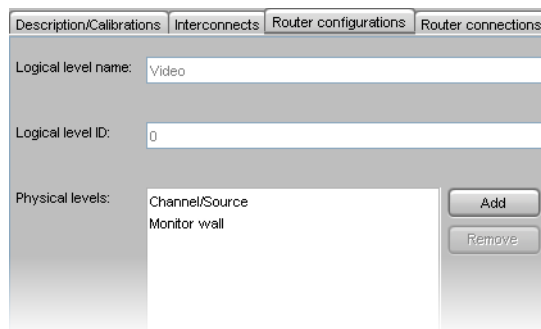 Description/Calibrations Interconnects Router configurations Router connections
Logical level name: Video
Logical level ID: 0
Physical levels: Channel/Source Add
Monitor wall
Remove